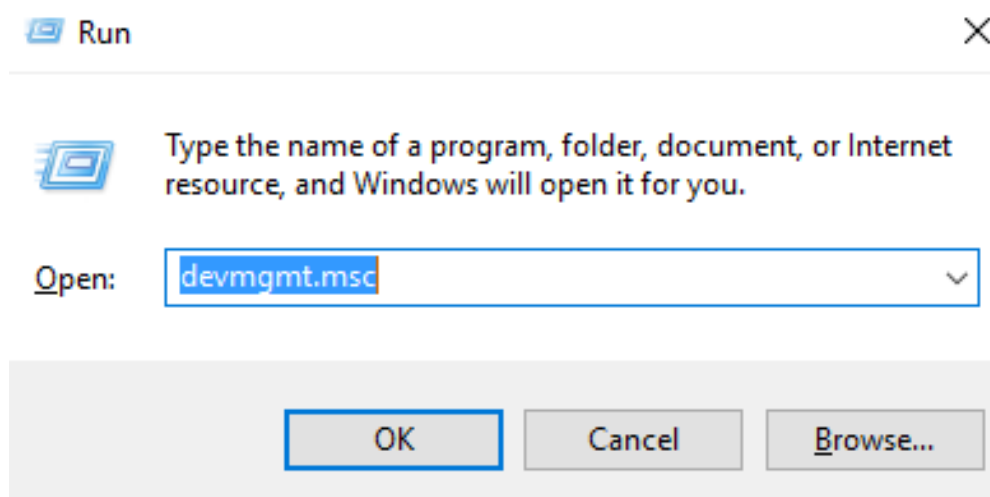 Run
Type the name of a program, folder, document, or Internet
resource, and Windows will open it for you.
Open: devmgmt.msc
OK Cancel Browse...